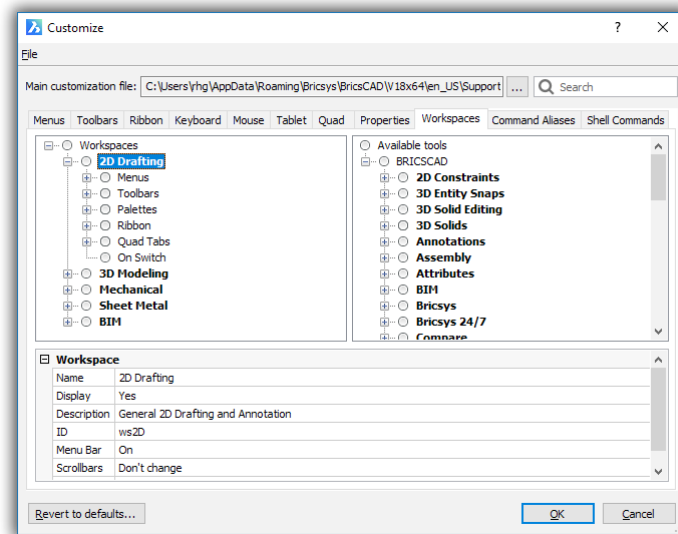 Customize
?
File
Main customization file: C:\Users\rhg\AppData\Roaming\Bricsys\BricsCAD\V18x64\en_US\Support ... Search
Menus Toolbars Ribbon Keyboard Mouse Tablet Quad Properties Workspaces Command Aliases Shell Commands
Workspaces
2D Drafting
Menus
Toolbars
Palettes
Ribbon
Quad Tabs
On Switch
3D Modeling
Mechanical
Sheet Metal
BIM
Available tools
BRICSCAD
2D Constraints
3D Entity Snaps
3D Solid Editing
3D Solids
Annotations
Assembly
Attributes
BIM
Bricsys
Bricsys 24/7
Compare
Workspace
Name 2D Drafting
Display Yes
Description General 2D Drafting and Annotation
ID ws2D
Menu Bar On
Scrollbars Don't change
Revert to defaults... OK Cancel